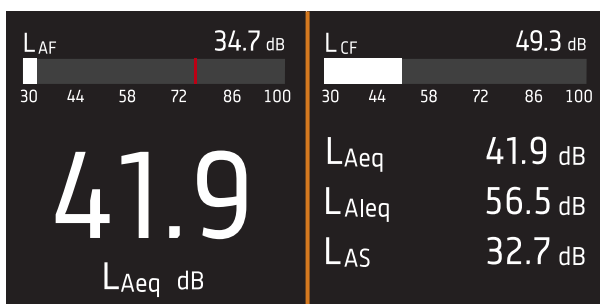 LAF 34.7 dB
30 44 58 72 86 100
41.9
LAeq dB
LCF 49.3 dB
30 44 58 72 86 100
LAeq 41.9 dB
LAIeq 56.5 dB
LAS 32.7 dB